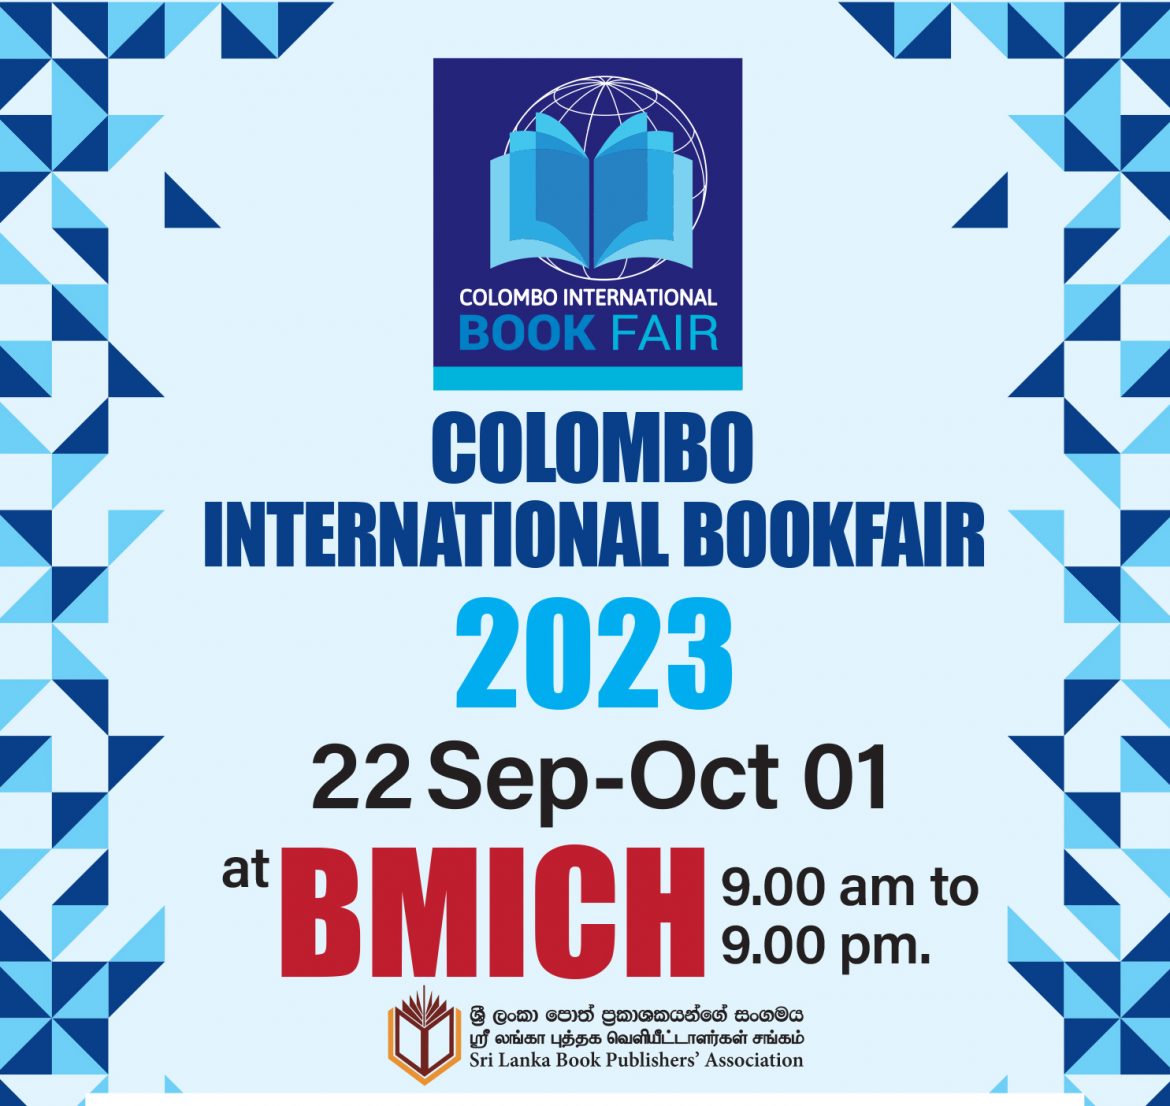 COLOMBO INTERNATIONAL
BOOK FAIR
COLOMBO
INTERNATIONAL BOOKFAIR
2023
22 Sep-Oct 01
at BMICH 9.00 am to
9.00 pm.
ශ්‍රී ලංකා පොත් ප්‍රකාශකයන්ගේ සංගමය
ஸ்ரீ லங்கா புத்தக வெளியீட்டாளர்கள் சங்கம்
Sri Lanka Book Publishers' Association